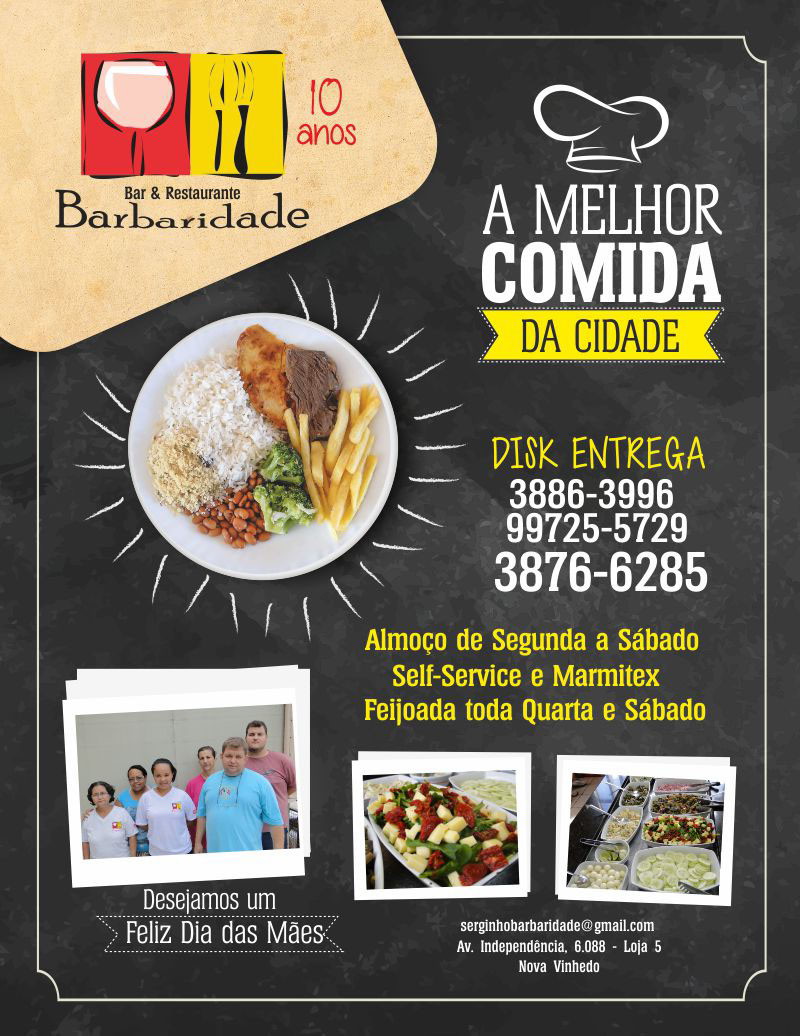 10
anos
Bar & Restaurante
Barbaridade
A MELHOR
COMIDA
DA CIDADE
DISK ENTREGA
3886-3996
99725-5729
3876-6285
Almoço de Segunda a Sábado
Self-Service e Marmitex
Feijoada toda Quarta e Sábado
Desejamos um
Feliz Dia das Mães
serginhobarbaridade@gmail.com
Av. Independência, 6.088 - Loja 5
Nova Vinhedo